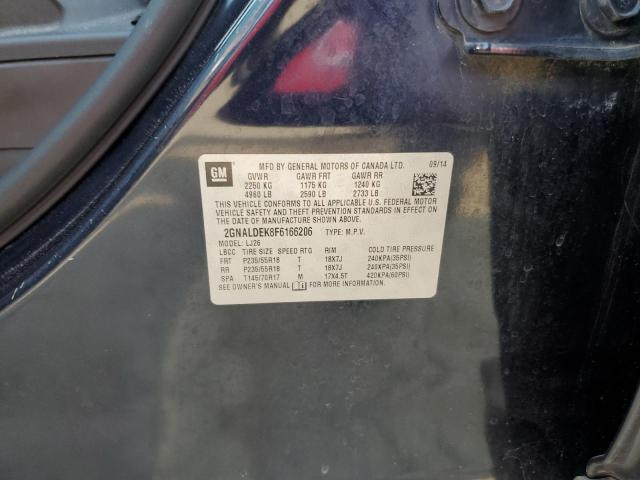 GM
MFD BY GENERAL MOTORS OF CANADA LTD. 09/14
GVWR GAWR FRT GAWR RR
2250 KG 1175 KG 1240 KG
4960 LB 2590 LB 2733 LB
THIS VEHICLE CONFORMS TO ALL APPLICABLE U.S. FEDERAL MOTOR
VEHICLE SAFETY AND THEFT PREVENTION STANDARDS IN EFFECT ON
THE DATE OF MANUFACTURE SHOWN ABOVE.
2GNALDEK8F6166206 TYPE: M.P.V.
MODEL: LJ26
LBCC TIRE SIZE SPEED RTG RIM COLD TIRE PRESSURE
FRT P235/55R18 T 18X7J 240KPA(35PSI)
RR P235/55R18 T 18X7J 240KPA(35PSI)
SPA T145/70R17 M 17X4.5T 420KPA(60PSI)
SEE OWNER'S MANUAL FOR MORE INFORMATION.